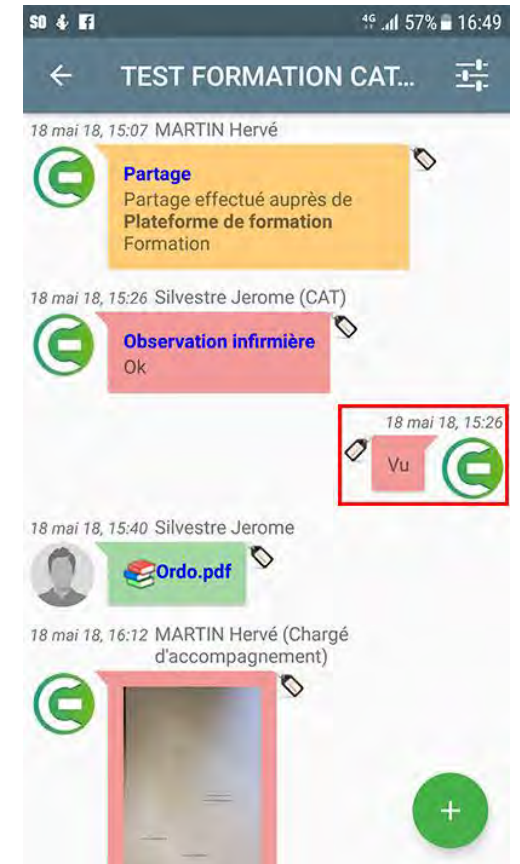 SO 4G 57% 16:49
TEST FORMATION CAT...
18 mai 18, 15:07 MARTIN Hervé
Partage
Partage effectué auprès de
Plateforme de formation
Formation
18 mai 18, 15:26 Silvestre Jerome (CAT)
Observation infirmière
Ok
18 mai 18, 15:26
Vu
18 mai 18, 15:40 Silvestre Jerome
Ordo.pdf
18 mai 18, 16:12 MARTIN Hervé (Chargé
d'accompagnement)